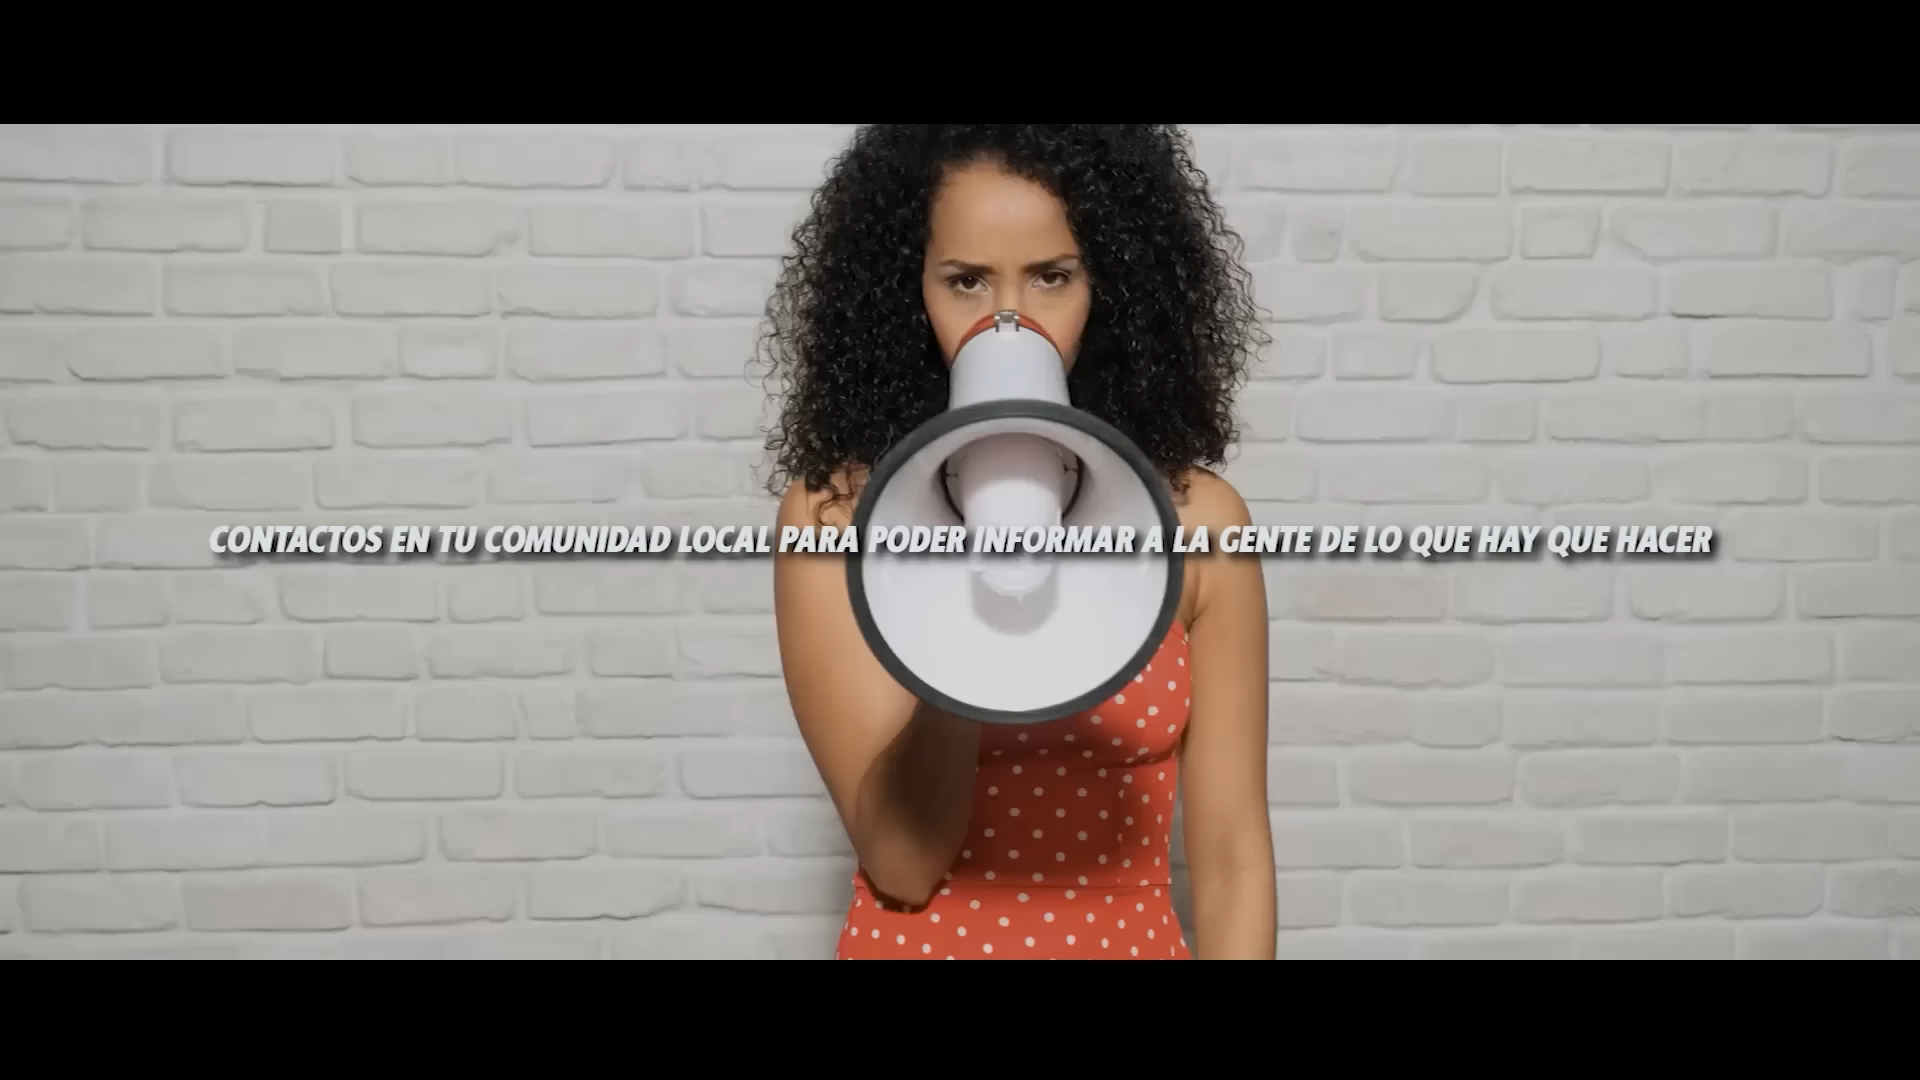 CONTACTOS EN TU COMUNIDAD LOCAL PARA PODER INFORMAR A LA GENTE DE LO QUE HAY QUE HACER